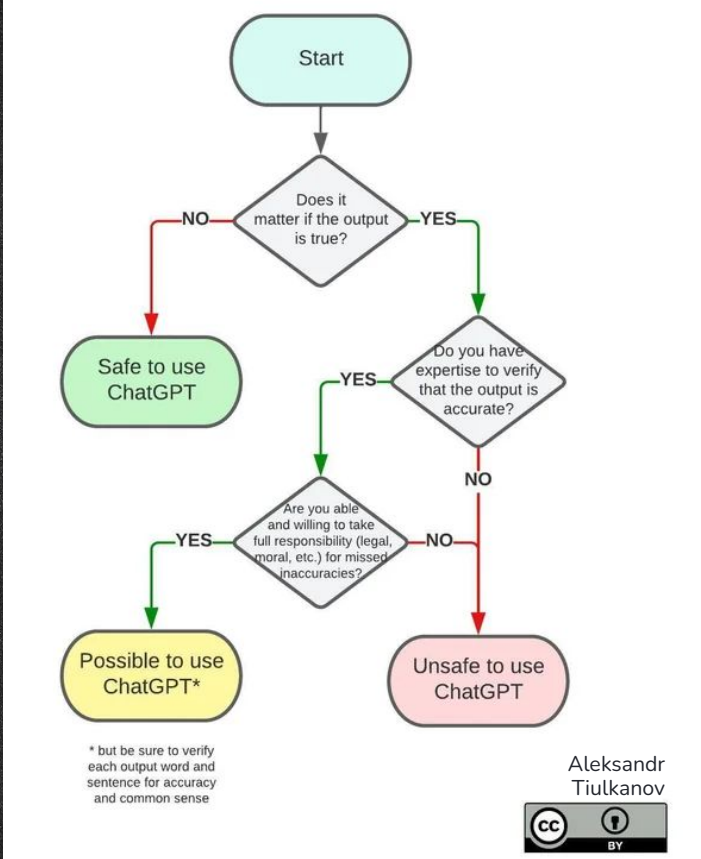 Start
Does it
matter if the output
is true?
NO
YES
Safe to use
ChatGPT
Do you have
expertise to verify
that the output is
accurate?
YES
NO
Are you able
and willing to take
full responsibility (legal,
moral, etc.) for missed
inaccuracies?
YES
NO
Possible to use
ChatGPT*
Unsafe to use
ChatGPT
* but be sure to verify
each output word and
sentence for accuracy
and common sense
Aleksandr
Tiulkanov
cc
BY